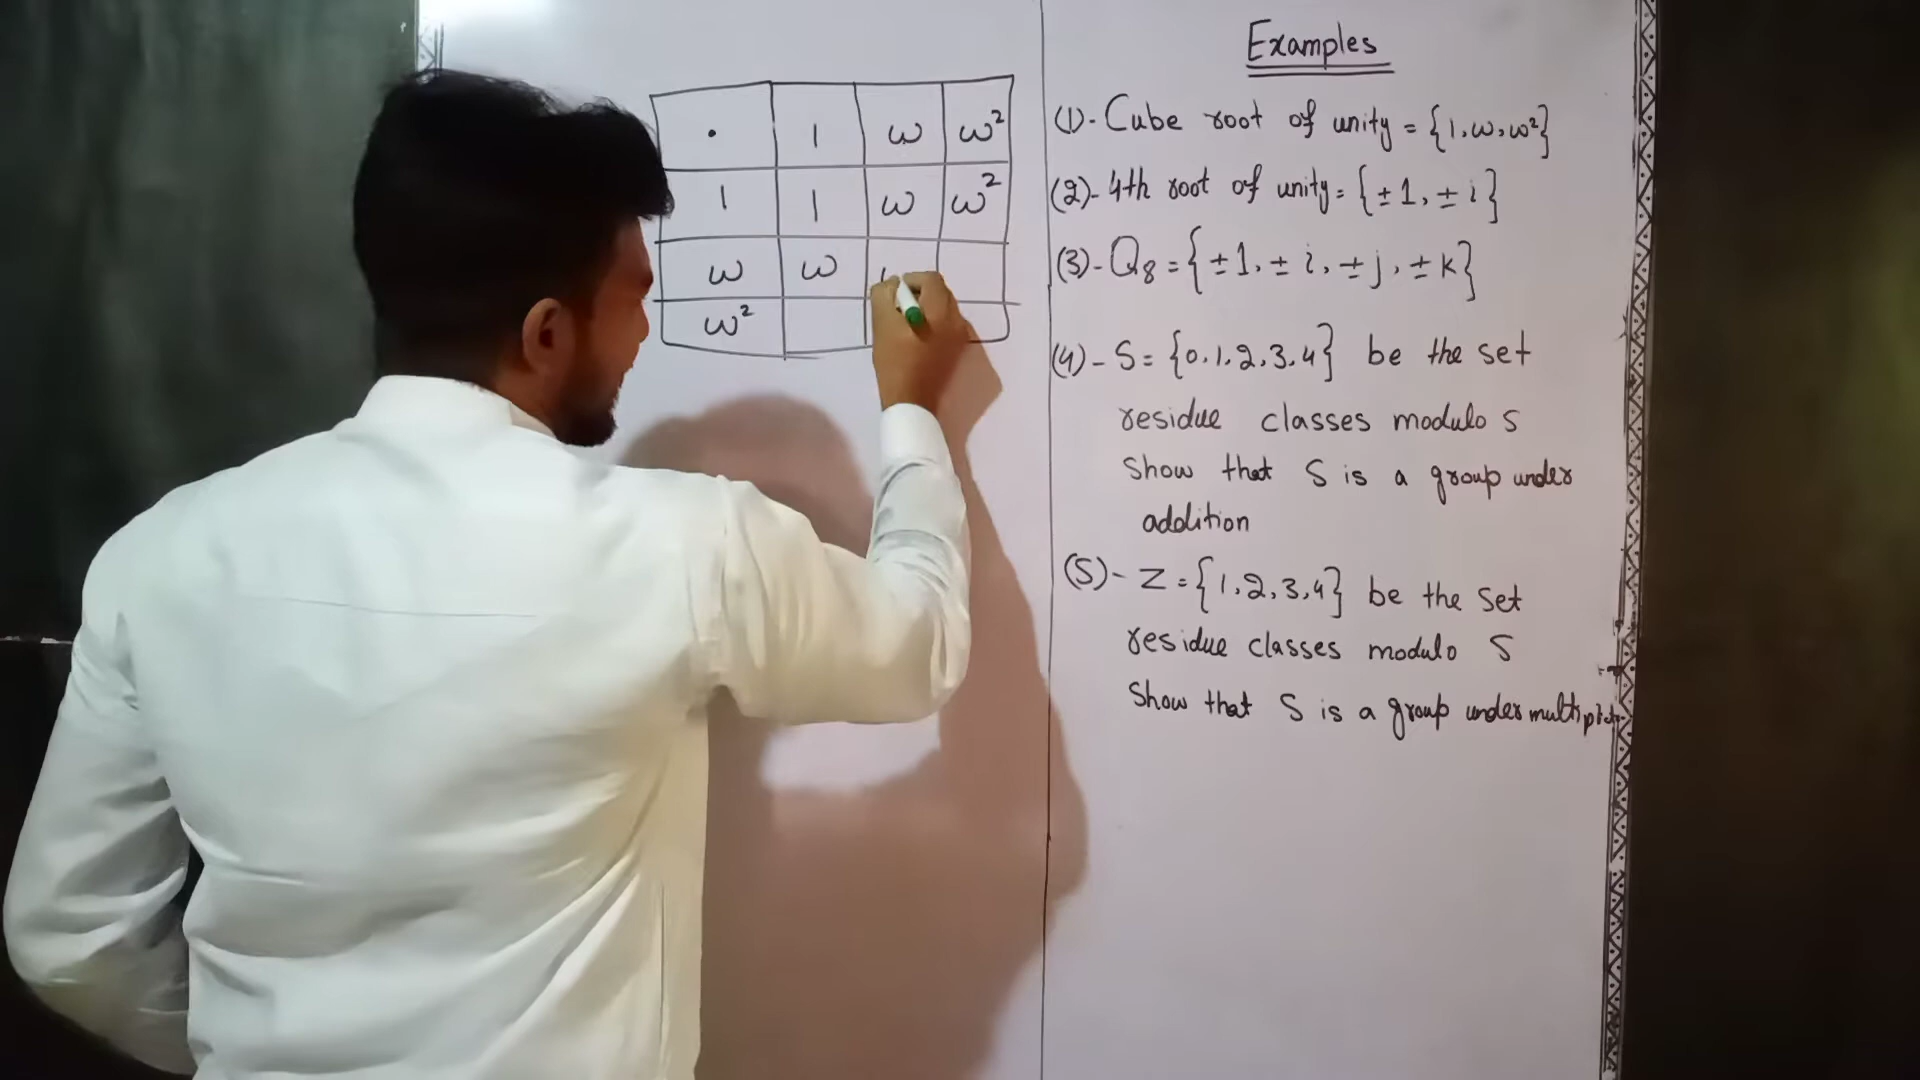 • 1 ω ω²
1 1 ω ω²
ω ω
ω²
Examples
(1)- Cube root of unity = {1, ω, ω²}
(2)- 4th root of unity = {±1, ±i}
(3)- Q8 = {±1, ±i, ±j, ±k}
(4)- S = {0,1,2,3,4} be the set
residue classes modulo 5
Show that S is a group under
addition
(5)- Z = {1,2,3,4} be the set
residue classes modulo 5
Show that S is a group under